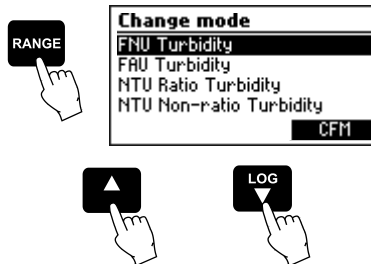 RANGE
Change mode
FNU Turbidity
FAU Turbidity
NTU Ratio Turbidity
NTU Non-ratio Turbidity
CFM
LOG